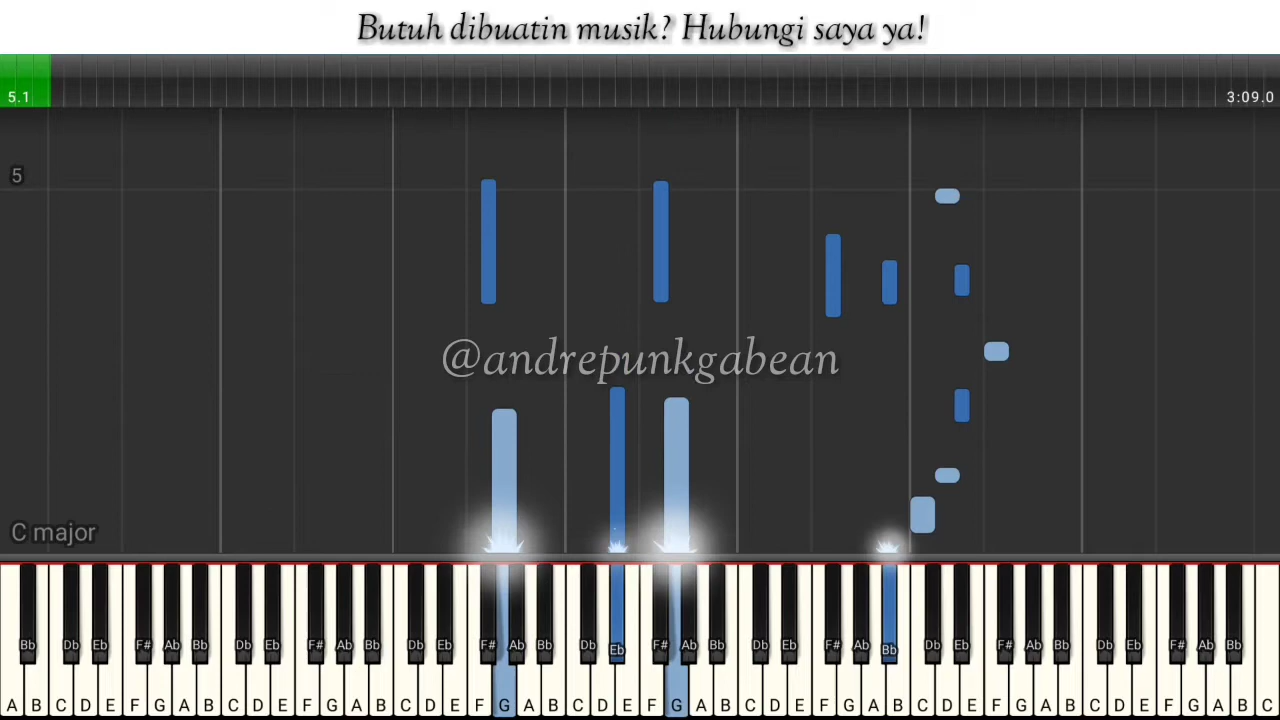 Butuh dibuatin musik? Hubungi saya ya!
5.1 3:09.0
5
@andrepunkgabean
C major
Bb Db Eb F# Ab Bb Db Eb F# Ab Bb Db Eb F# Ab Bb Db Eb F# Ab Bb Db Eb F# Ab Bb Db Eb F# Ab Bb Db Eb F# Ab Bb
A B C D E F G A B C D E F G A B C D E F G A B C D E F G A B C D E F G A B C D E F G A B C D E F G A B C